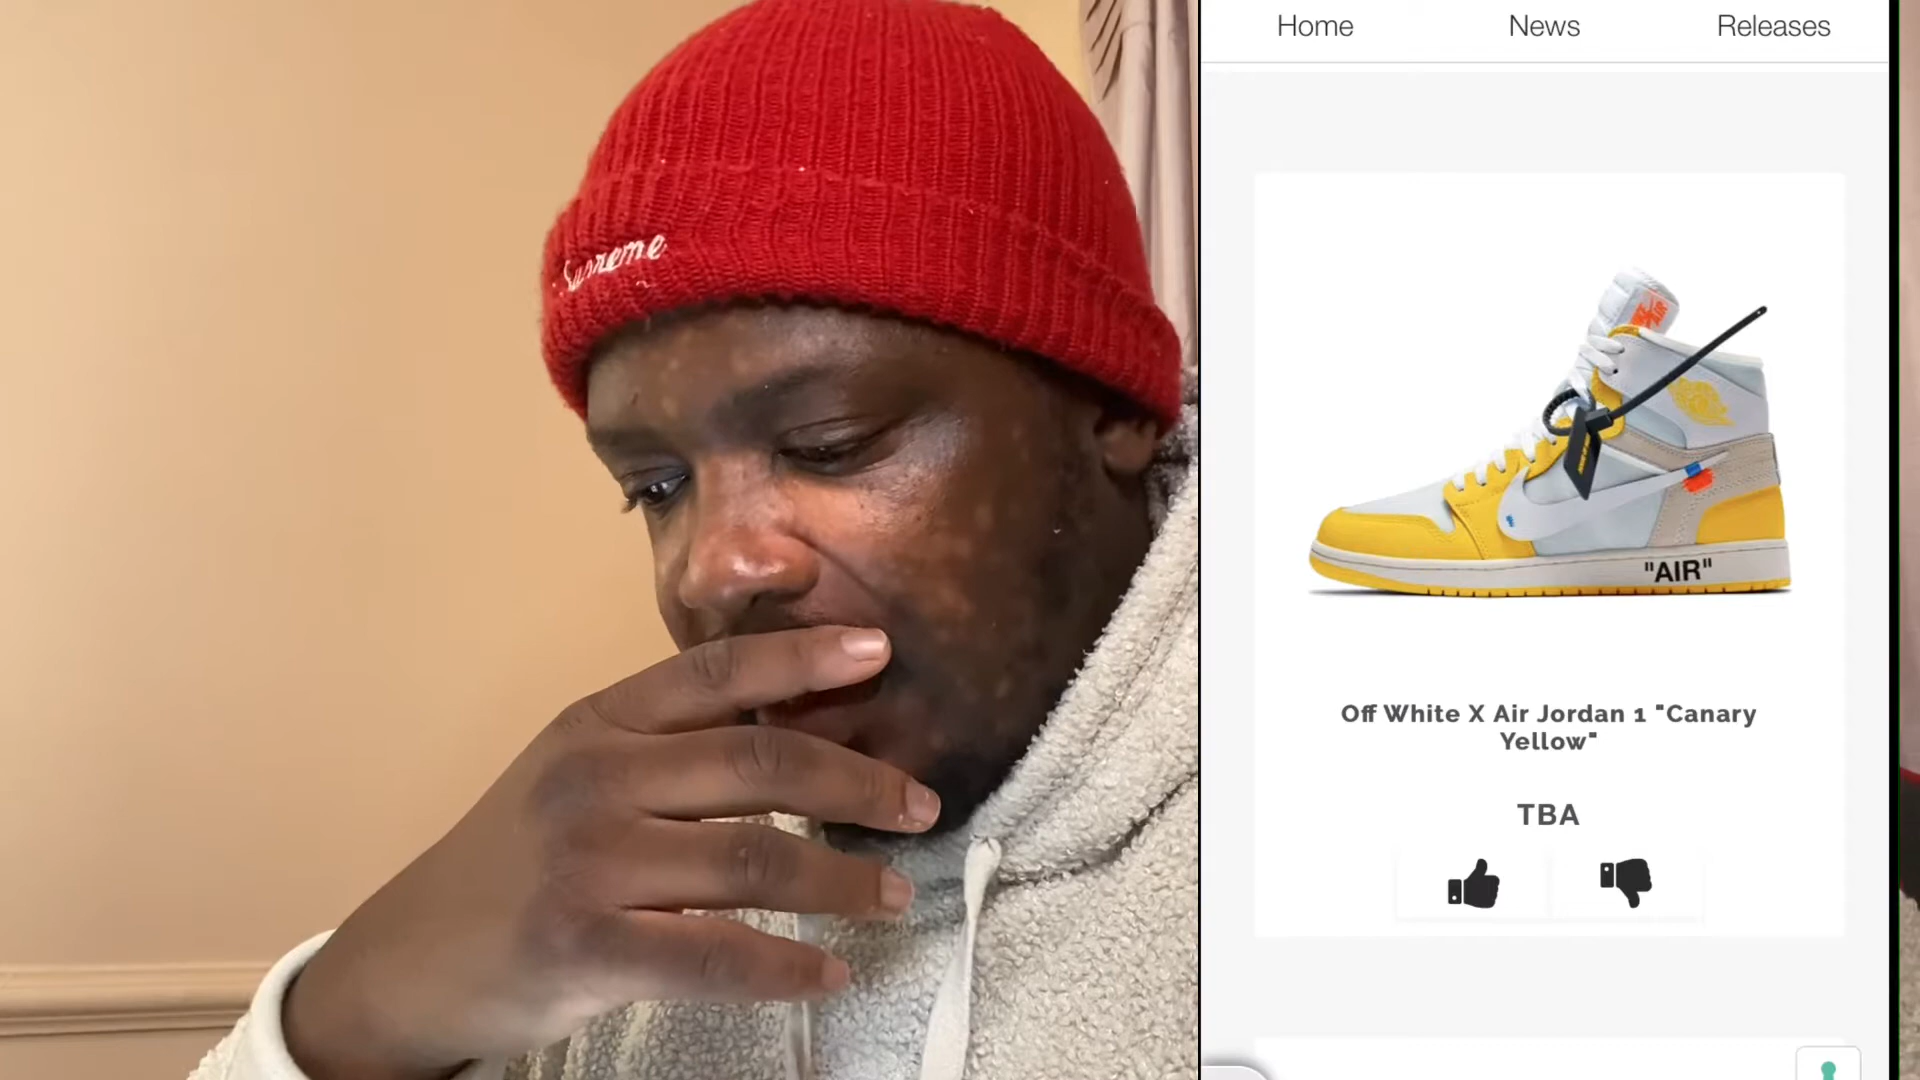 Supreme
Home News Releases
"AIR"
Off White X Air Jordan 1 "Canary
Yellow"
TBA